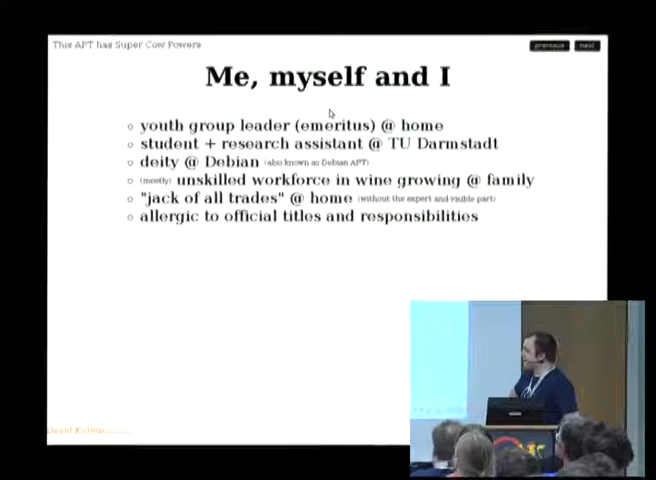 This APT has Super Cow Powers
previous next
Me, myself and I
youth group leader (emeritus) @ home
student + research assistant @ TU Darmstadt
deity @ Debian (also known as Debian APT)
(mostly) unskilled workforce in wine growing @ family
"jack of all trades" @ home (without the expert and visible part)
allergic to official titles and responsibilities
David